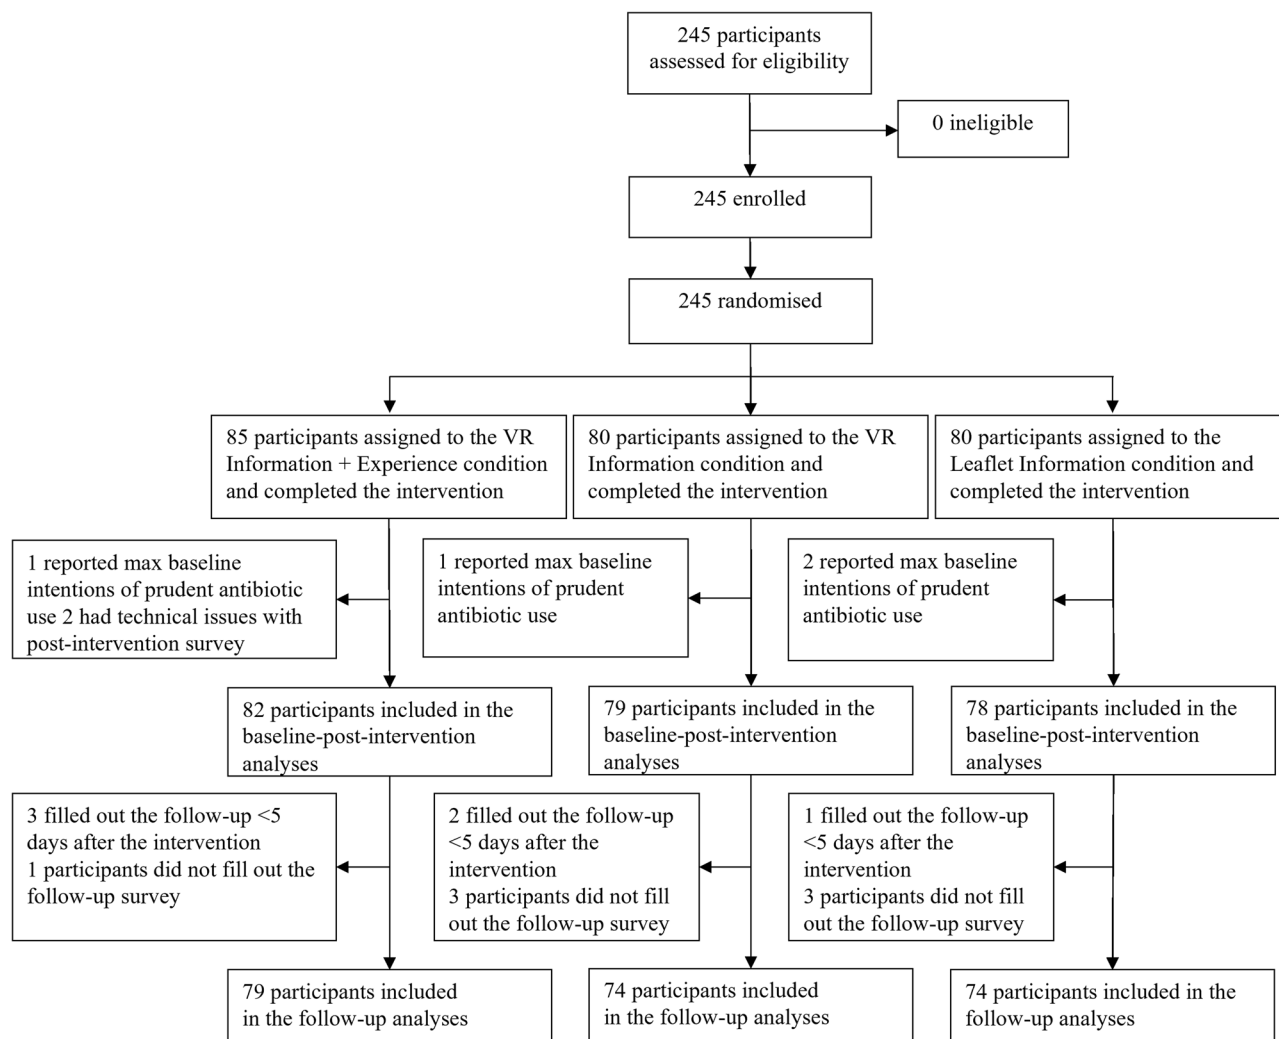 245 participants
assessed for eligibility
0 ineligible
245 enrolled
245 randomised
85 participants assigned to the VR
Information + Experience condition
and completed the intervention
80 participants assigned to the VR
Information condition and
completed the intervention
80 participants assigned to the
Leaflet Information condition and
completed the intervention
1 reported max baseline
intentions of prudent antibiotic
use 2 had technical issues with
post-intervention survey
1 reported max baseline
intentions of prudent
antibiotic use
2 reported max baseline
intentions of prudent
antibiotic use
82 participants included in the
baseline-post-intervention
analyses
79 participants included in the
baseline-post-intervention
analyses
78 participants included in the
baseline-post-intervention
analyses
3 filled out the follow-up <5
days after the intervention
1 participants did not fill out the
follow-up survey
2 filled out the follow-up
<5 days after the
intervention
3 participants did not fill
out the follow-up survey
1 filled out the follow-up
<5 days after the
intervention
3 participants did not fill
out the follow-up survey
79 participants included
in the follow-up analyses
74 participants included
in the follow-up analyses
74 participants included in the
follow-up analyses